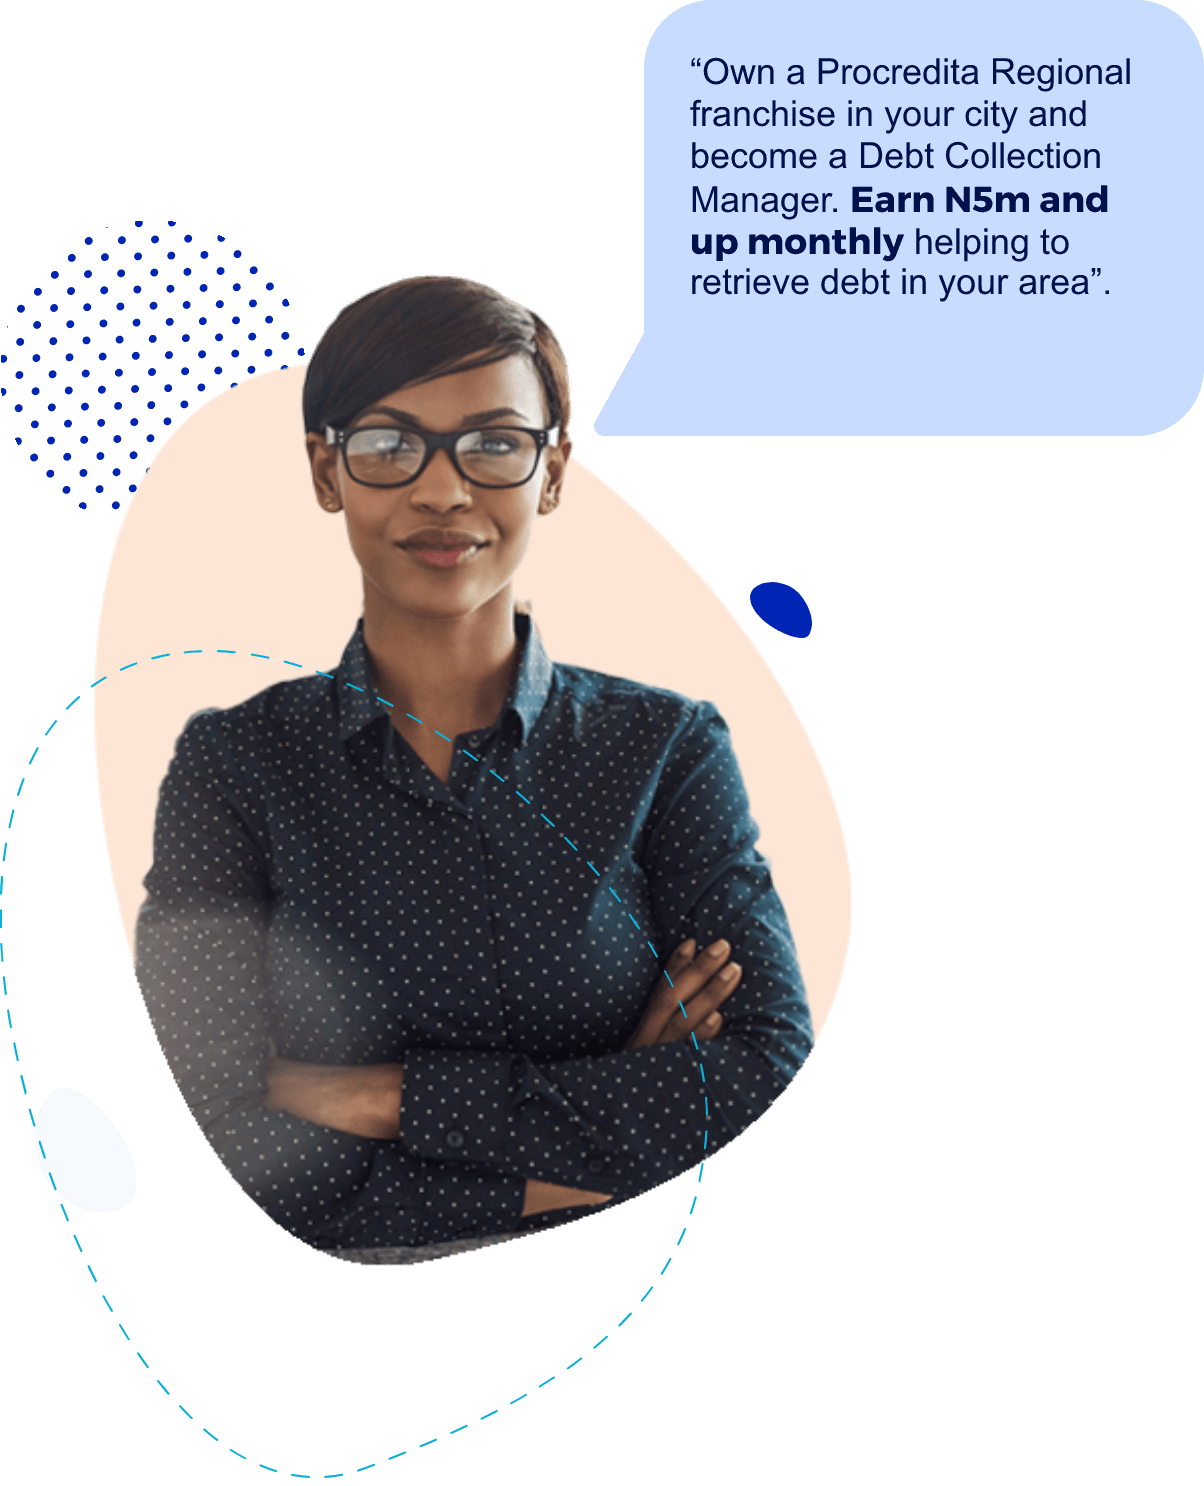 “Own a Procredita Regional
franchise in your city and
become a Debt Collection
Manager. Earn N5m and
up monthly helping to
retrieve debt in your area”.